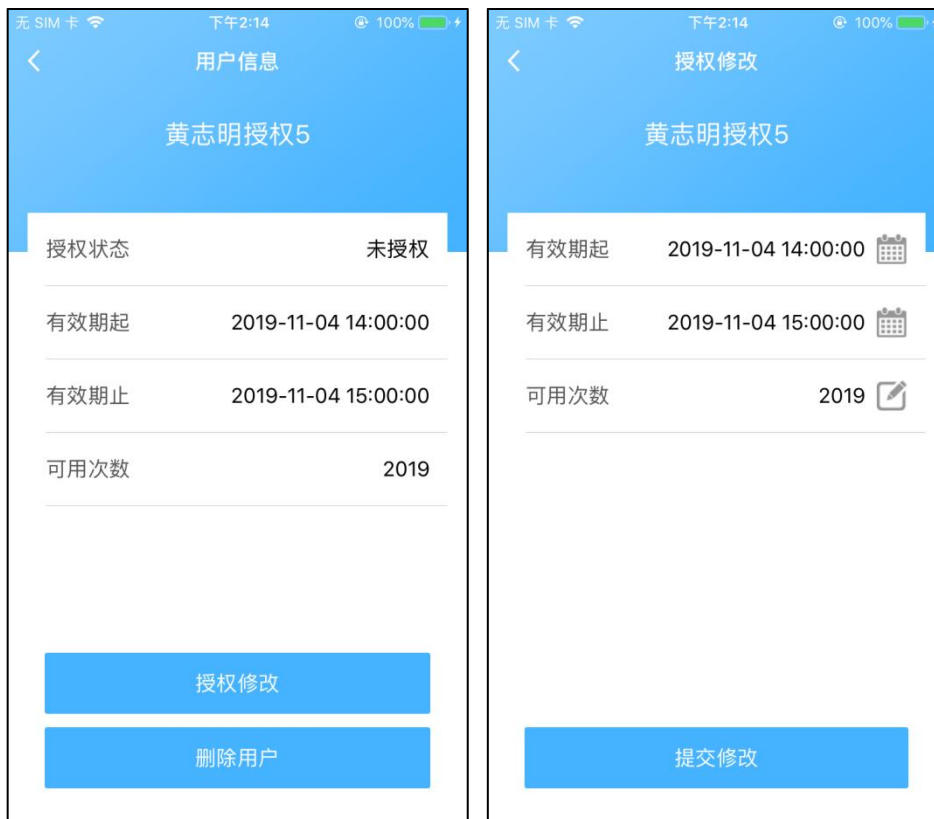 无 SIM 卡 下午2:14 100%
用户信息
黄志明授权5
授权状态 未授权
有效期起 2019-11-04 14:00:00
有效期止 2019-11-04 15:00:00
可用次数 2019
授权修改
删除用户
无 SIM 卡 下午2:14 100%
授权修改
黄志明授权5
有效期起 2019-11-04 14:00:00
有效期止 2019-11-04 15:00:00
可用次数 2019
提交修改